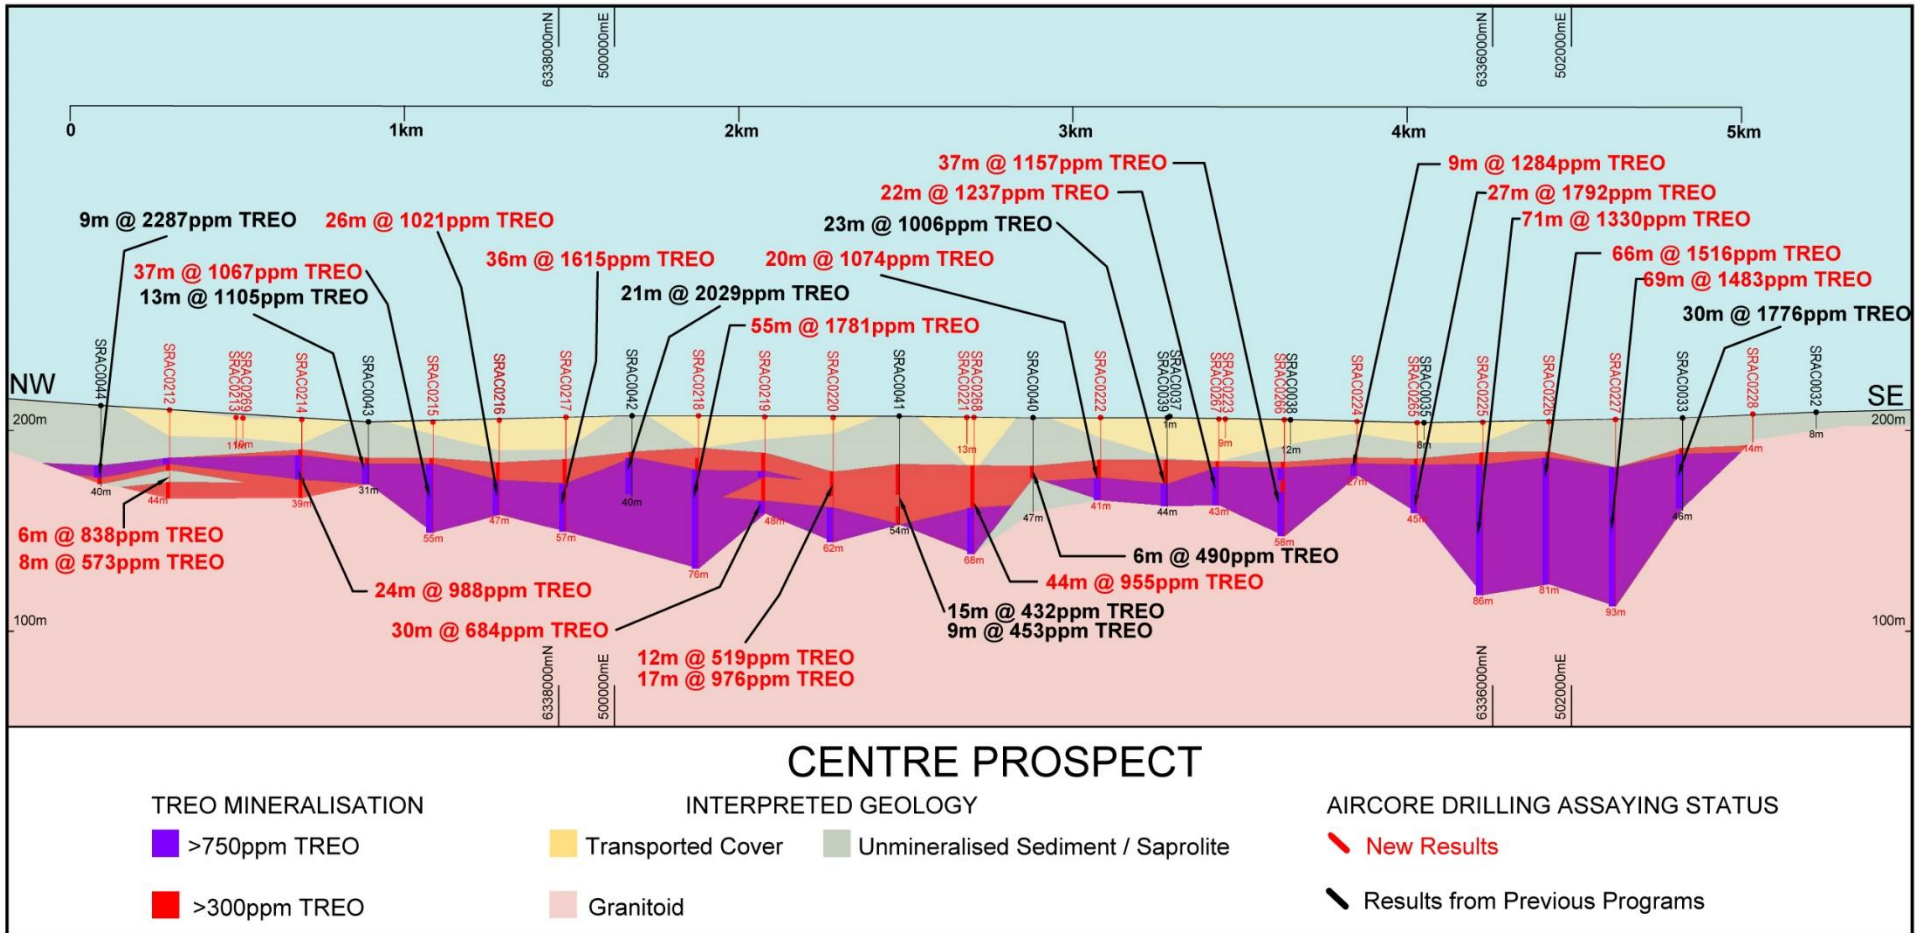 6338000mN
500000mE
6336000mN
502000mE
0
1km
2km
3km
4km
5km
37m @ 1157ppm TREO
9m @ 1284ppm TREO
22m @ 1237ppm TREO
27m @ 1792ppm TREO
9m @ 2287ppm TREO
26m @ 1021ppm TREO
23m @ 1006ppm TREO
71m @ 1330ppm TREO
36m @ 1615ppm TREO
20m @ 1074ppm TREO
66m @ 1516ppm TREO
37m @ 1067ppm TREO
69m @ 1483ppm TREO
13m @ 1105ppm TREO
21m @ 2029ppm TREO
30m @ 1776ppm TREO
55m @ 1781ppm TREO
NW
SE
SRAC0044
SRAC0212
SRAC0213
SRAC0269
SRAC0214
SRAC0043
SRAC0215
SRAC0216
SRAC0217
SRAC0042
SRAC0218
SRAC0219
SRAC0220
SRAC0041
SRAC0221
SRAC0268
SRAC0040
SRAC0222
SRAC0039
SRAC0037
SRAC0267
SRAC0223
SRAC0266
SRAC0038
SRAC0224
SRAC0265
SRAC0035
SRAC0225
SRAC0226
SRAC0227
SRAC0033
SRAC0228
SRAC0032
200m
200m
1m
13m
9m
12m
8m
14m
8m
40m
44m
39m
31m
55m
47m
57m
40m
76m
48m
62m
54m
68m
47m
41m
44m
43m
58m
27m
45m
86m
81m
93m
46m
6m @ 838ppm TREO
8m @ 573ppm TREO
24m @ 988ppm TREO
30m @ 684ppm TREO
12m @ 519ppm TREO
17m @ 976ppm TREO
6m @ 490ppm TREO
44m @ 955ppm TREO
15m @ 432ppm TREO
9m @ 453ppm TREO
100m
100m
6338000mN
500000mE
6336000mN
502000mE
CENTRE PROSPECT
TREO MINERALISATION
>750ppm TREO
>300ppm TREO
INTERPRETED GEOLOGY
Transported Cover
Unmineralised Sediment / Saprolite
Granitoid
AIRCORE DRILLING ASSAYING STATUS
New Results
Results from Previous Programs